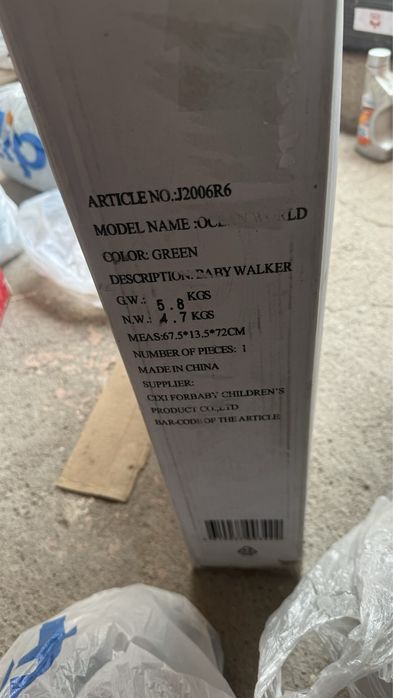 ARTICLE NO.:J2006R6
MODEL NAME :OCEAN WORLD
COLOR: GREEN
DESCRIPTION: BABY WALKER
G.W.: 5.8 KGS
N.W.: 4.7 KGS
MEAS:67.5*13.5*72CM
NUMBER OF PIECES: 1
MADE IN CHINA
SUPPLIER:
CIXI FORBABY CHILDREN'S
PRODUCT CO.,LTD
BAR-CODE OF THE ARTICLE